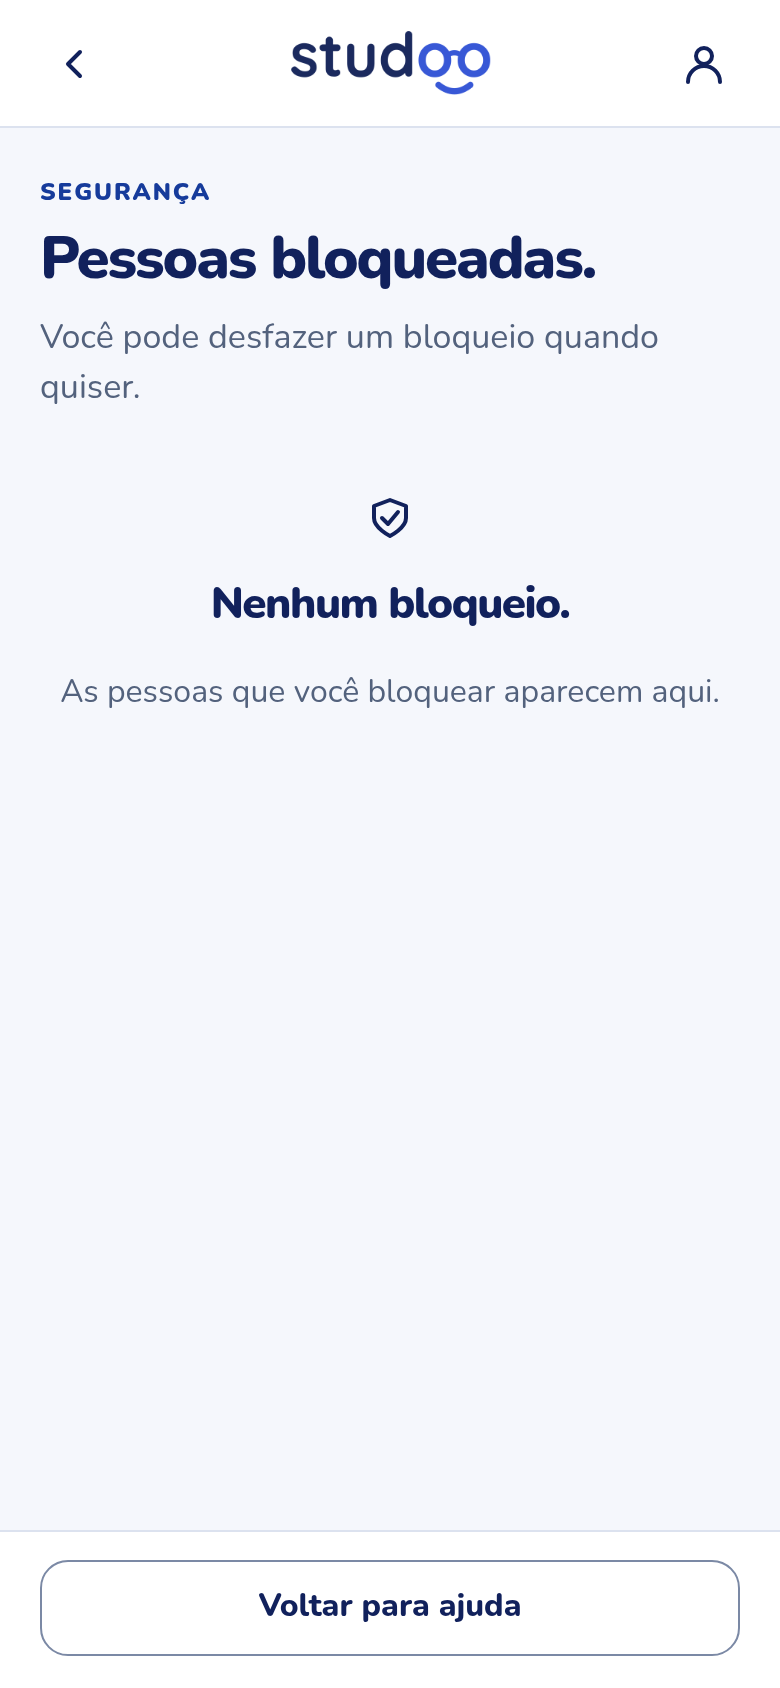 studoo
SEGURANÇA
Pessoas bloqueadas.
Você pode desfazer um bloqueio quando
quiser.
Nenhum bloqueio.
As pessoas que você bloquear aparecem aqui.
Voltar para ajuda